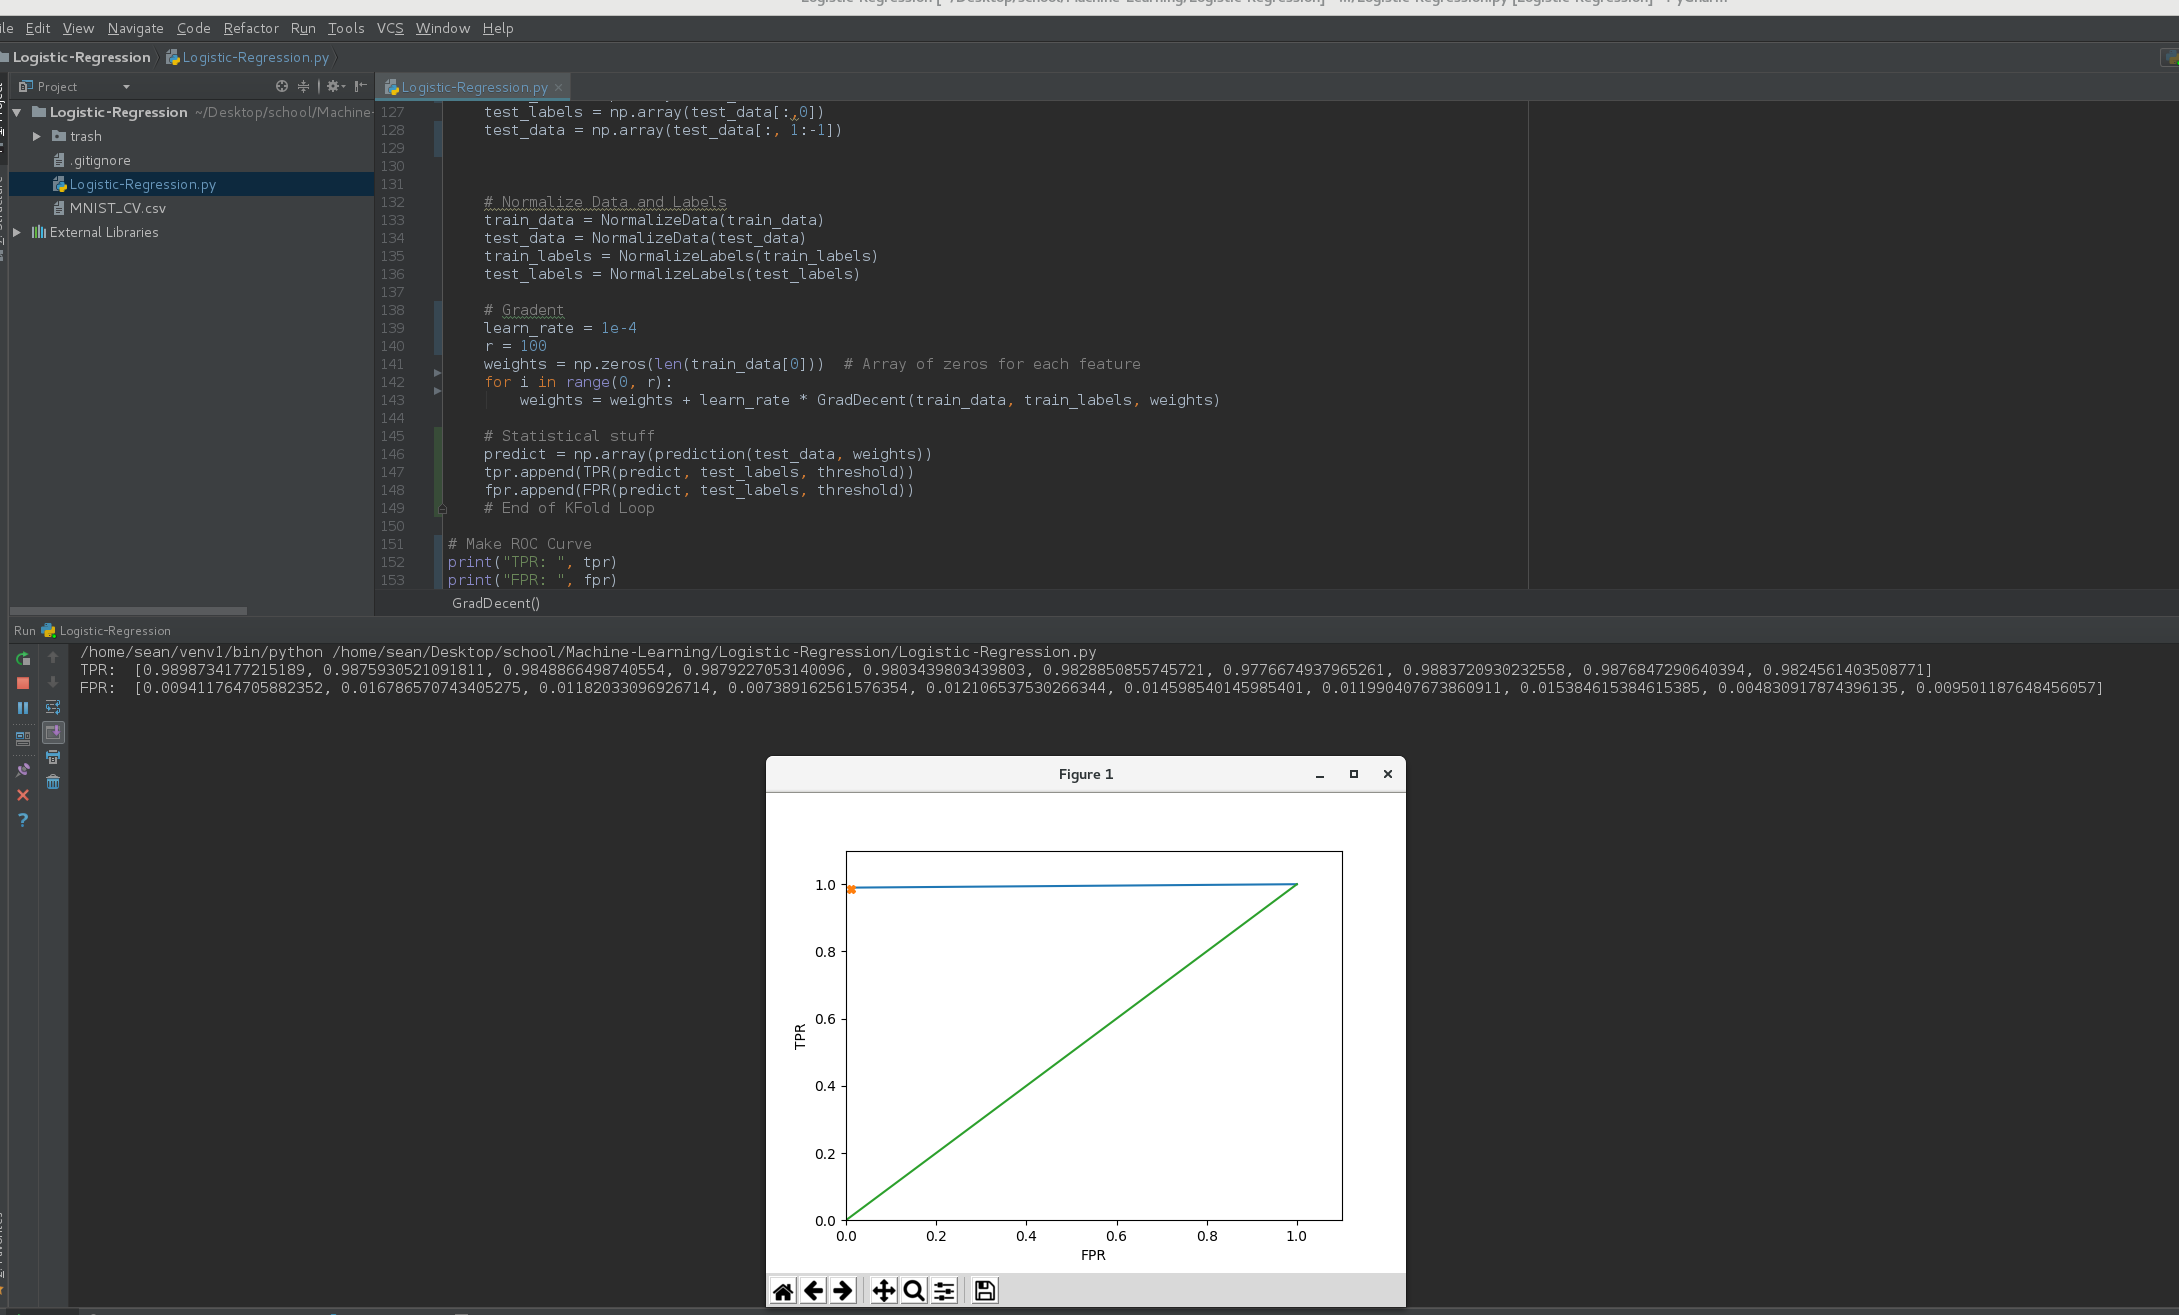 Edit View Navigate Code Refactor Run Tools VCS Window Help
Logistic-Regression Logistic-Regression.py
Project
Logistic-Regression.py ×
Logistic-Regression ~/Desktop/school/Machine-
trash
.gitignore
Logistic-Regression.py
MNIST_CV.csv
External Libraries
127 test_labels = np.array(test_data[:,0])
128 test_data = np.array(test_data[:, 1:-1])
129
130
131
132 # Normalize Data and Labels
133 train_data = NormalizeData(train_data)
134 test_data = NormalizeData(test_data)
135 train_labels = NormalizeLabels(train_labels)
136 test_labels = NormalizeLabels(test_labels)
137
138 # Gradent
139 learn_rate = 1e-4
140 r = 100
141 weights = np.zeros(len(train_data[0])) # Array of zeros for each feature
142 for i in range(0, r):
143 weights = weights + learn_rate * GradDecent(train_data, train_labels, weights)
144
145 # Statistical stuff
146 predict = np.array(prediction(test_data, weights))
147 tpr.append(TPR(predict, test_labels, threshold))
148 fpr.append(FPR(predict, test_labels, threshold))
149 # End of KFold Loop
150
151 # Make ROC Curve
152 print("TPR: ", tpr)
153 print("FPR: ", fpr)
GradDecent()
Run Logistic-Regression
/home/sean/venv1/bin/python /home/sean/Desktop/school/Machine-Learning/Logistic-Regression/Logistic-Regression.py
TPR: [0.9898734177215189, 0.9875930521091811, 0.9848866498740554, 0.9879227053140096, 0.9803439803439803, 0.9828850855745721, 0.9776674937965261, 0.9883720930232558, 0.9876847290640394, 0.9824561403508771]
FPR: [0.009411764705882352, 0.016786570743405275, 0.01182033096926714, 0.007389162561576354, 0.012106537530266344, 0.014598540145985401, 0.011990407673860911, 0.015384615384615385, 0.004830917874396135, 0.009501187648456057]
Figure 1
1.0
0.8
0.6
TPR
0.4
0.2
0.0
0.0 0.2 0.4 0.6 0.8 1.0
FPR